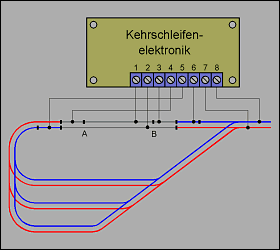 Kehrschleifen-
elektronik
1 2 3 4 5 6 7 8
A B